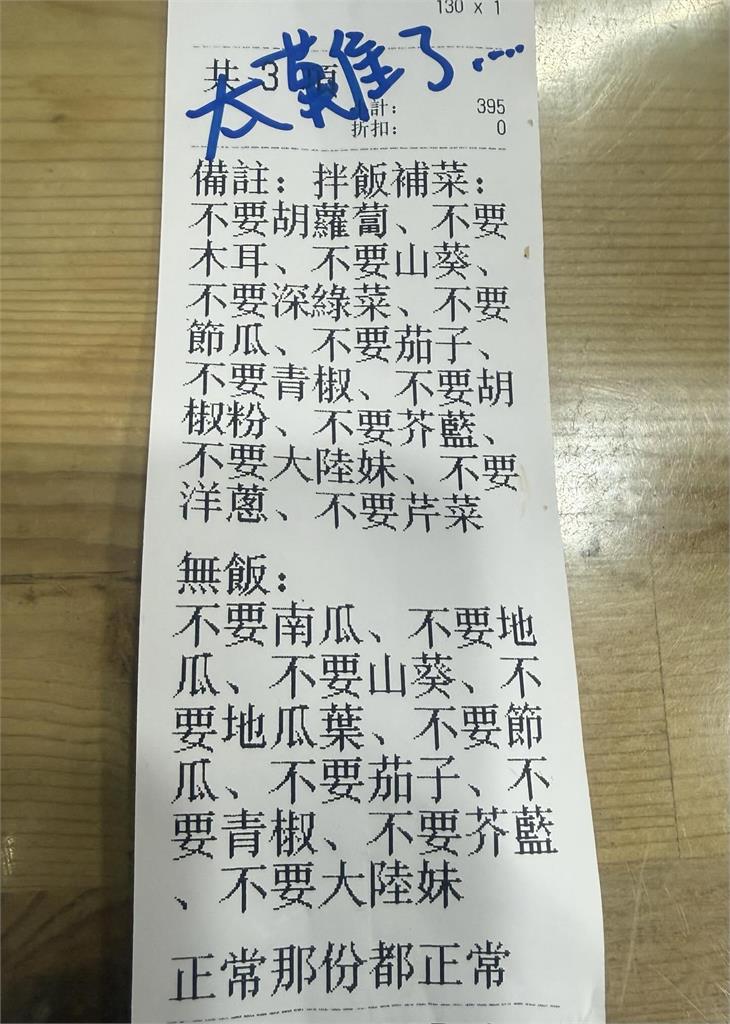 130 x 1
太難了....
共 3 項
小計： 395
折扣： 0
備註：拌飯補菜：
不要胡蘿蔔、不要
木耳、不要山葵、
不要深綠菜、不要
節瓜、不要茄子、
不要青椒、不要胡
椒粉、不要芥藍、
不要大陸妹、不要
洋蔥、不要芹菜
無飯：
不要南瓜、不要地
瓜、不要山葵、不
要地瓜葉、不要節
瓜、不要茄子、不
要青椒、不要芥藍
、不要大陸妹
正常那份都正常